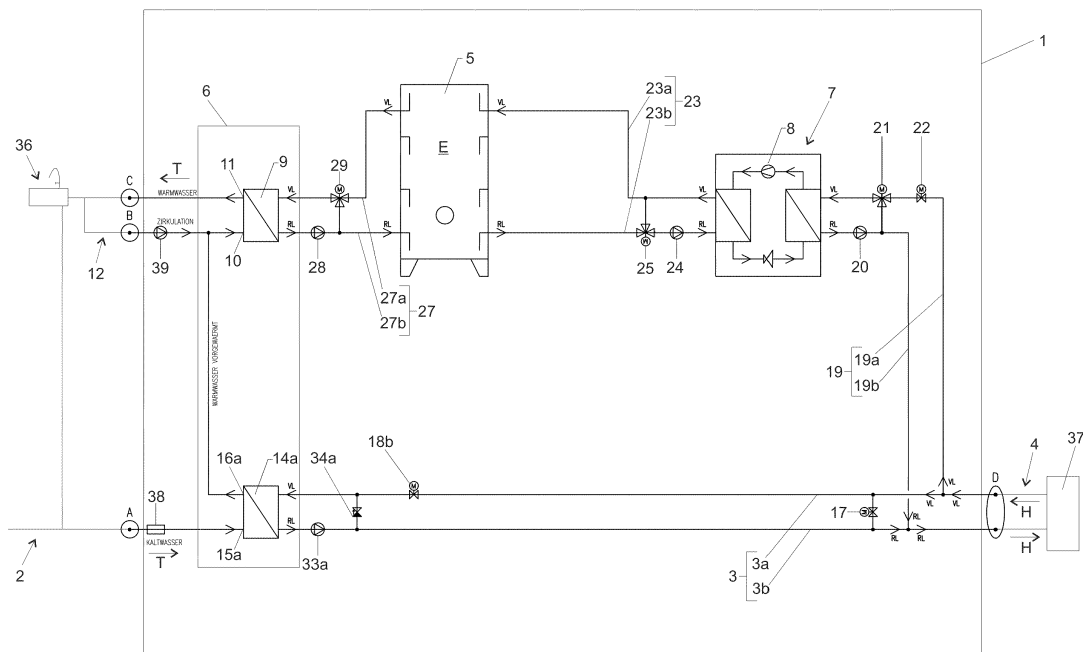 1
5
23a
23
23b
7
6
8
21
22
36
29
E
11
9
C
T
VL
VL
VL
VL
VL
M
M
M
WARMWASSER
B
ZIRKULATION
RL
RL
RL
RL
RL
12
39
10
28
25
M
24
20
27a
27
27b
WARMWASSER VORGEWAERMT
19a
19
19b
37
18b
4
16a
14a
34a
M
D
VL
VL
VL
VL
H
38
17
M
A
KALTWASSER
RL
RL
RL
RL
H
T
15a
33a
3a
3
3b
2